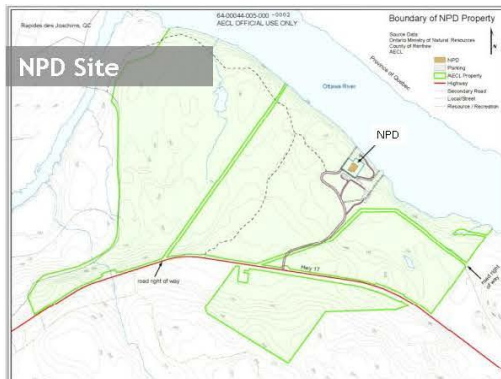 Rapides des Joachims, QC
64-00044-005-000
AECL OFFICIAL USE ONLY
Boundary of NPD Property
Source Data:
Ontario Ministry of Natural Resources
County of Renfrew
AECL
NPD
Parking
AECL Property
Highway
Secondary Road
Local/Street
Resource / Recreation
NPD Site
Ottawa River
Province of Quebec
NPD
Hwy 17
road right of way
road right
of way